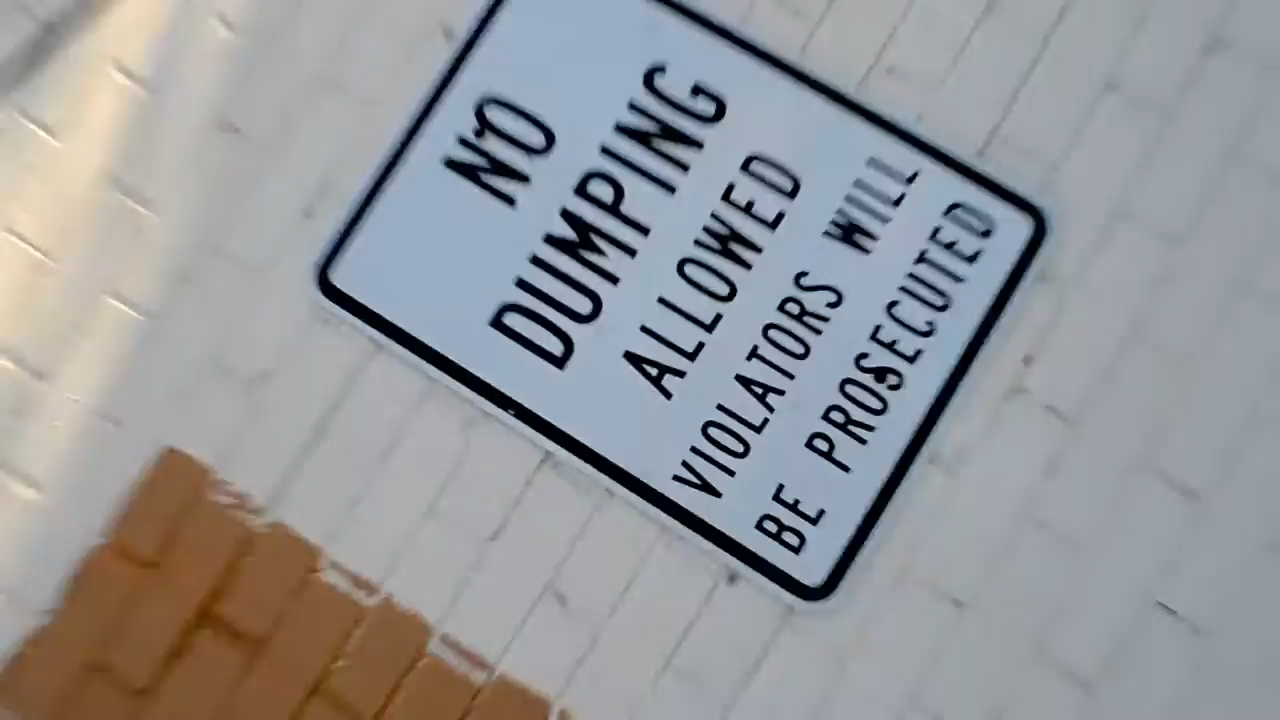 NO
DUMPING
ALLOWED
VIOLATORS WILL
BE PROSECUTED